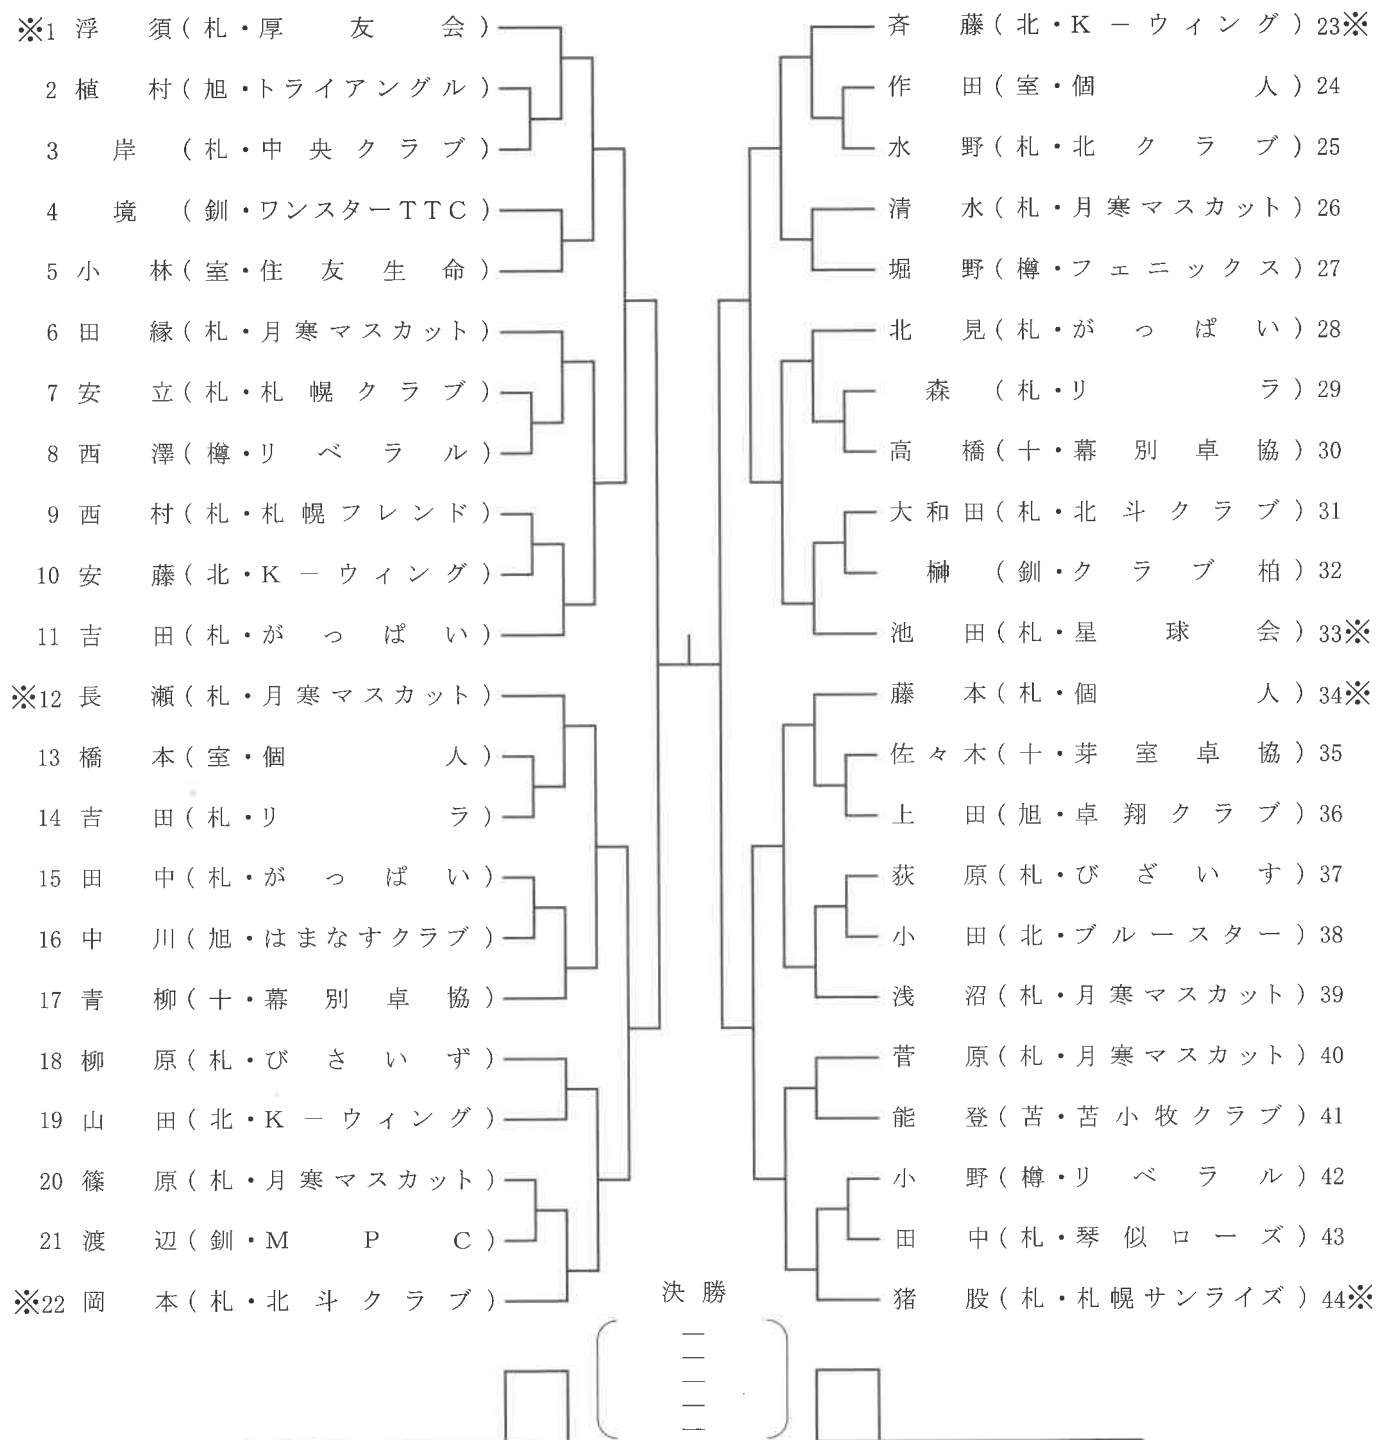 ※1 浮須(札・厚友会)
2 植村(旭・トライアングル)
3 岸(札・中央クラブ)
4 境(釧・ワンスターTTC)
5 小林(室・住友生命)
6 田縁(札・月寒マスカット)
7 安立(札・札幌クラブ)
8 西澤(樽・リベラル)
9 西村(札・札幌フレンド)
10 安藤(北・K－ウィング)
11 吉田(札・がっぱい)
※12 長瀬(札・月寒マスカット)
13 橋本(室・個人)
14 吉田(札・リラ)
15 田中(札・がっぱい)
16 中川(旭・はまなすクラブ)
17 青柳(十・幕別卓協)
18 柳原(札・びさいず)
19 山田(北・K－ウィング)
20 篠原(札・月寒マスカット)
21 渡辺(釧・MPC)
※22 岡本(札・北斗クラブ)
斉藤(北・K－ウィング)23※
作田(室・個人)24
水野(札・北クラブ)25
清水(札・月寒マスカット)26
堀野(樽・フェニックス)27
北見(札・がっぱい)28
森(札・リラ)29
高橋(十・幕別卓協)30
大和田(札・北斗クラブ)31
榊(釧・クラブ柏)32
池田(札・星球会)33※
藤本(札・個人)34※
佐々木(十・芽室卓協)35
上田(旭・卓翔クラブ)36
荻原(札・びざいす)37
小田(北・ブルースター)38
浅沼(札・月寒マスカット)39
菅原(札・月寒マスカット)40
能登(苫・苫小牧クラブ)41
小野(樽・リベラル)42
田中(札・琴似ローズ)43
猪股(札・札幌サンライズ)44※
決勝